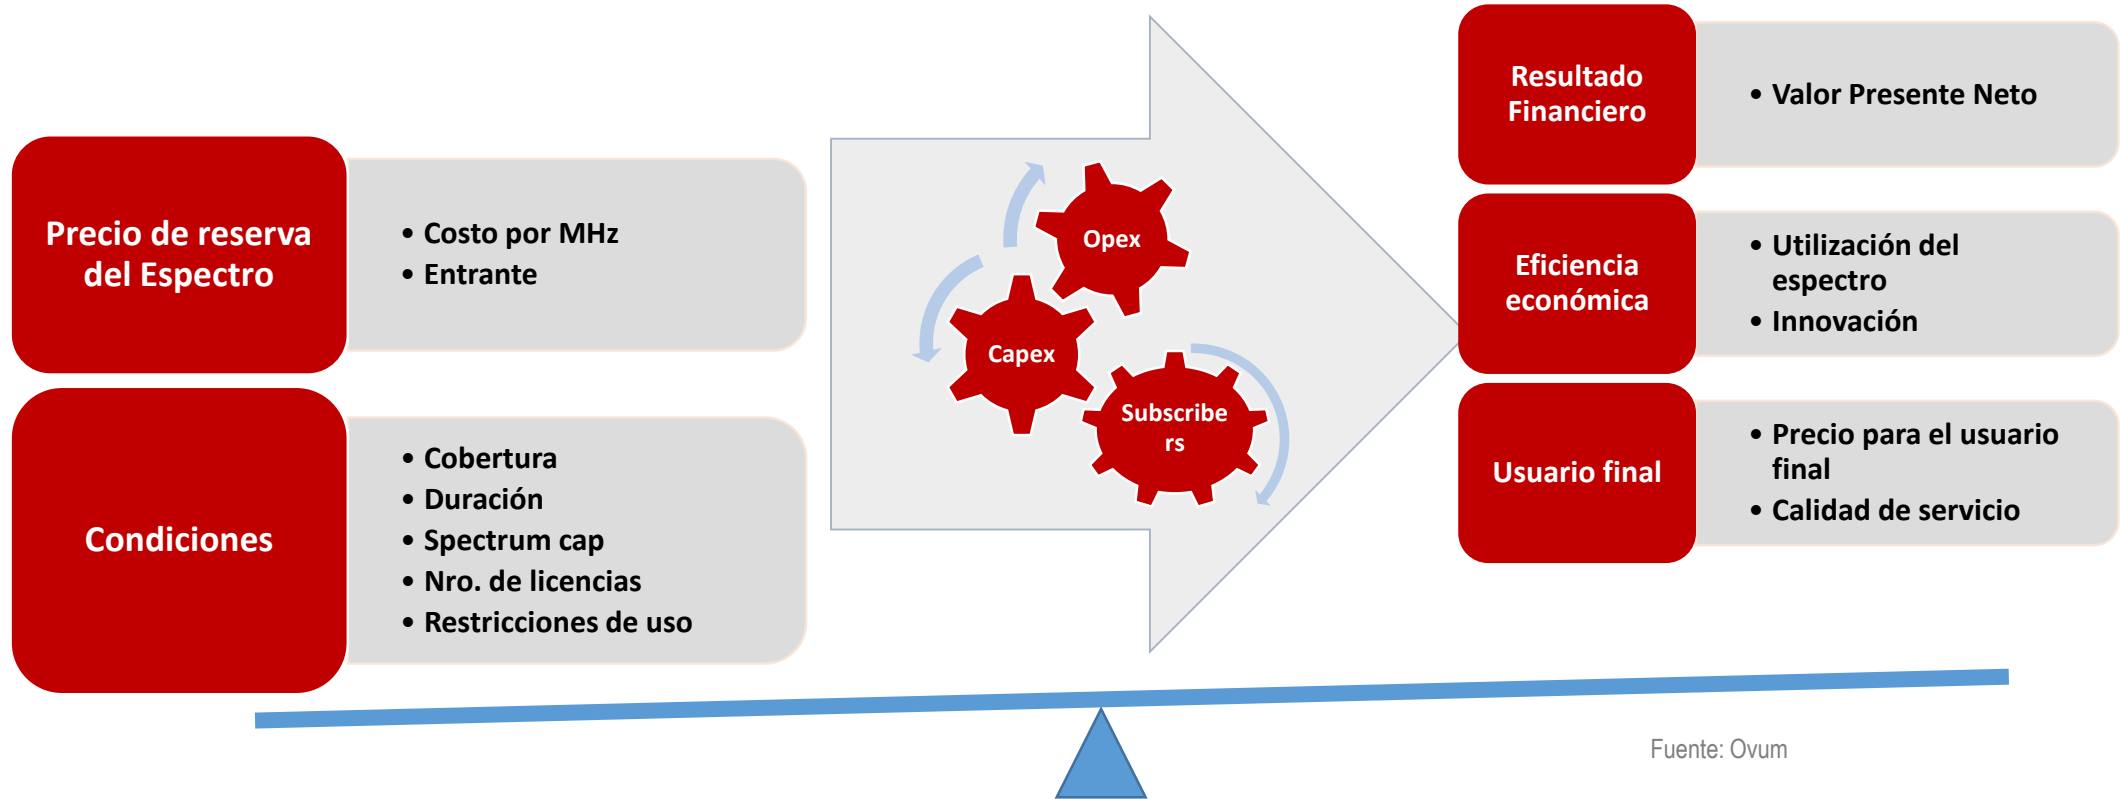 Precio de reserva
del Espectro
• Costo por MHz
• Entrante
Condiciones
• Cobertura
• Duración
• Spectrum cap
• Nro. de licencias
• Restricciones de uso
Opex
Capex
Subscribe
rs
Resultado
Financiero
• Valor Presente Neto
Eficiencia
económica
• Utilización del
espectro
• Innovación
Usuario final
• Precio para el usuario
final
• Calidad de servicio
Fuente: Ovum